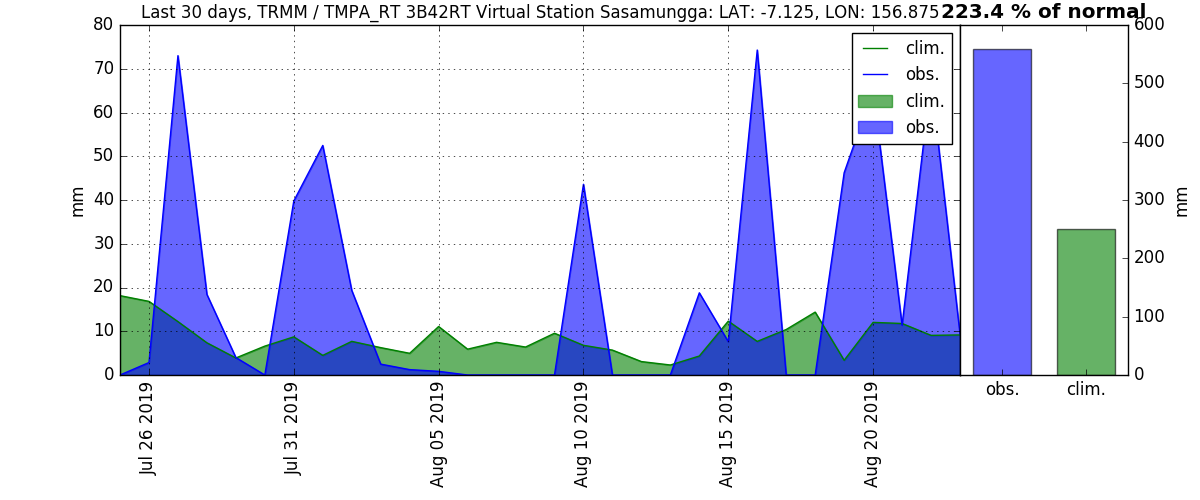 Last 30 days, TRMM / TMPA_RT 3B42RT Virtual Station Sasamungga: LAT: -7.125, LON: 156.875
223.4 % of normal
80
70
60
50
40
30
20
10
0
mm
clim.
obs.
clim.
obs.
Jul 26 2019
Jul 31 2019
Aug 05 2019
Aug 10 2019
Aug 15 2019
Aug 20 2019
600
500
400
300
200
100
0
mm
obs.
clim.